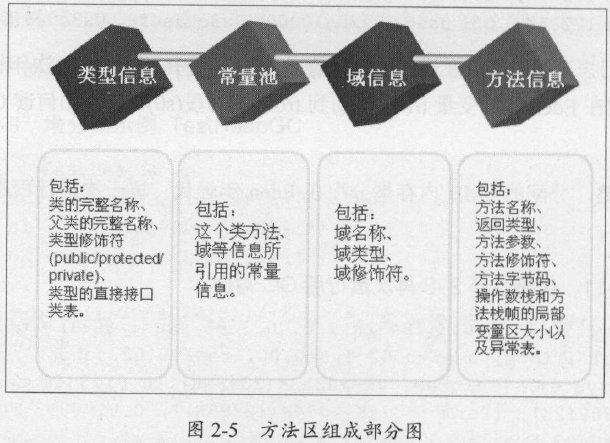 类型信息
常量池
域信息
方法信息
包括：
类的完整名称、
父类的完整名称、
类型修饰符
(public/protected/
private)、
类型的直接接口
类表。
包括：
这个类方法、
域等信息所
引用的常量
信息。
包括：
域名称、
域类型、
域修饰符。
包括：
方法名称、
返回类型、
方法参数、
方法修饰符、
方法字节码、
操作数栈和方
法栈帧的局部
变量区大小以
及异常表。
图 2-5 方法区组成部分图